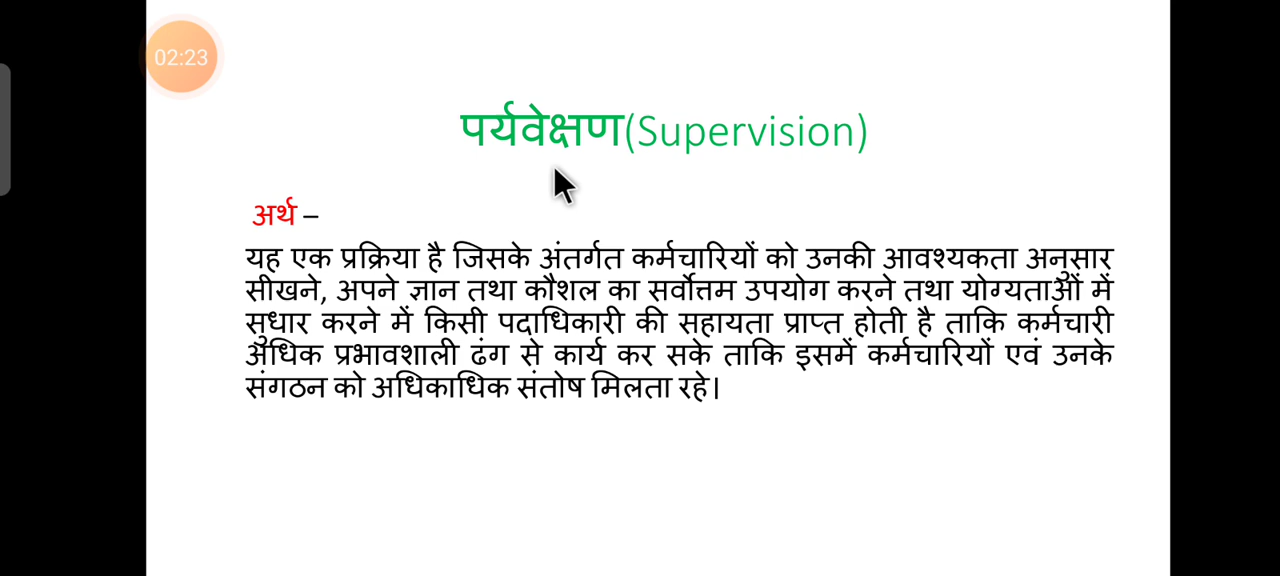 02:23
पर्यवेक्षण(Supervision)
अर्थ –
यह एक प्रक्रिया है जिसके अंतर्गत कर्मचारियों को उनकी आवश्यकता अनुसार
सीखने, अपने ज्ञान तथा कौशल का सर्वोत्तम उपयोग करने तथा योग्यताओं में
सुधार करने में किसी पदाधिकारी की सहायता प्राप्त होती है ताकि कर्मचारी
अधिक प्रभावशाली ढंग से कार्य कर सके ताकि इसमें कर्मचारियों एवं उनके
संगठन को अधिकाधिक संतोष मिलता रहे।